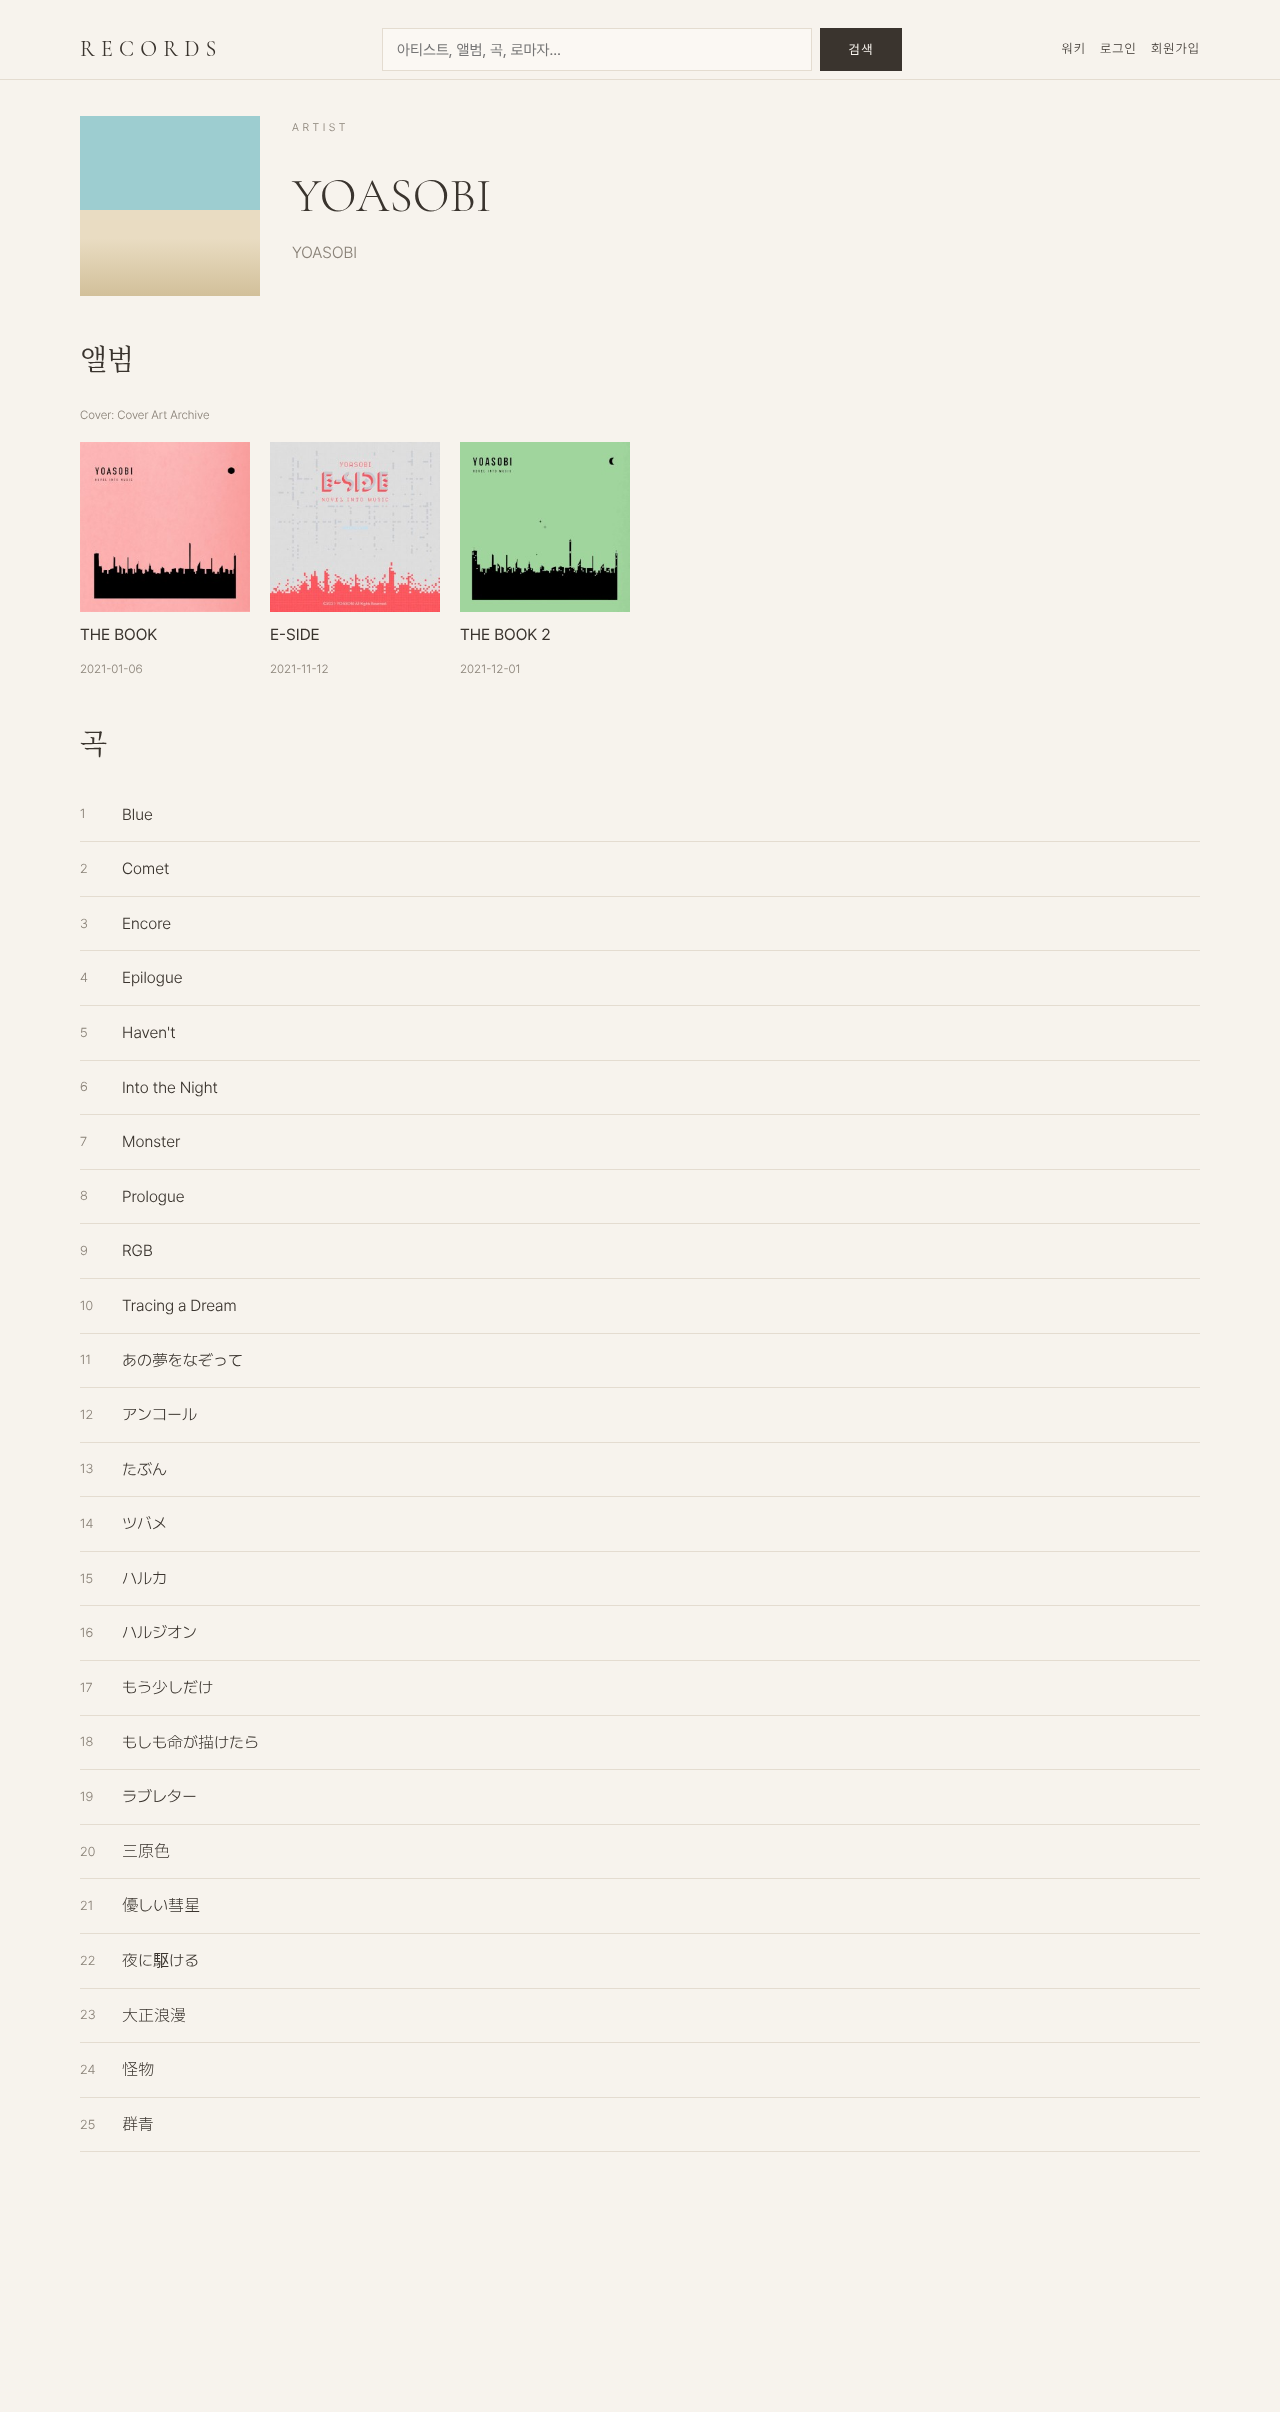 RECORDS
아티스트, 앨범, 곡, 로마자...
검색
워키 로그인 회원가입
ARTIST
YOASOBI
YOASOBI
앨범
Cover: Cover Art Archive
YOASOBI
YOASOBI
E-SIDE
NOVEL INTO MUSIC
YOASOBI
THE BOOK
E-SIDE
THE BOOK 2
2021-01-06
2021-11-12
2021-12-01
곡
1 Blue
2 Comet
3 Encore
4 Epilogue
5 Haven't
6 Into the Night
7 Monster
8 Prologue
9 RGB
10 Tracing a Dream
11 あの夢をなぞって
12 アンコール
13 たぶん
14 ツバメ
15 ハルカ
16 ハルジオン
17 もう少しだけ
18 もしも命が描けたら
19 ラブレター
20 三原色
21 優しい彗星
22 夜に駆ける
23 大正浪漫
24 怪物
25 群青